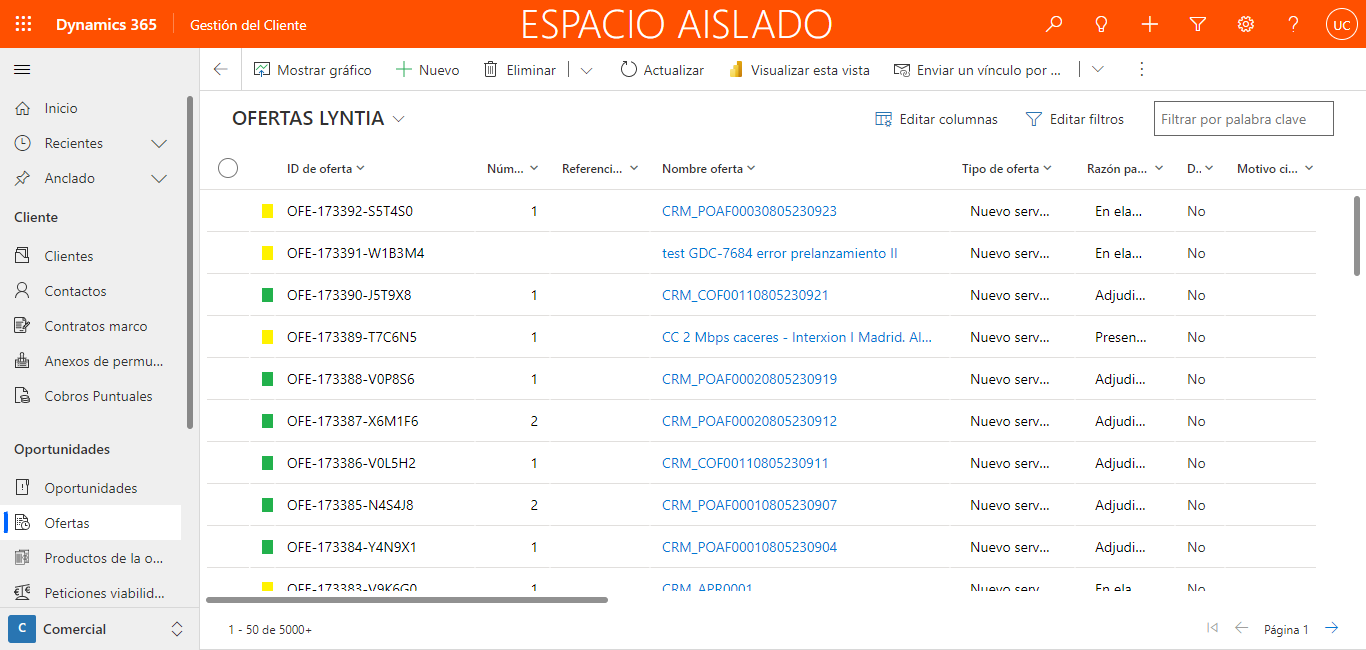 Dynamics 365 Gestión del Cliente ESPACIO AISLADO ? UC
Mostrar gráfico Nuevo Eliminar Actualizar Visualizar esta vista Enviar un vínculo por ...
Inicio
Recientes
Anclado
Cliente
Clientes
Contactos
Contratos marco
Anexos de permu...
Cobros Puntuales
Oportunidades
Oportunidades
Ofertas
Productos de la o...
Peticiones viabilid...
C Comercial
OFERTAS LYNTIA Editar columnas Editar filtros Filtrar por palabra clave
ID de oferta Núm... Referenci... Nombre oferta Tipo de oferta Razón pa... D.. Motivo ci...
OFE-173392-S5T4S0 1 CRM_POAF00030805230923 Nuevo serv... En ela... No
OFE-173391-W1B3M4 1 test GDC-7684 error prelanzamiento II Nuevo serv... En ela... No
OFE-173390-J5T9X8 1 CRM_COF00110805230921 Nuevo serv... Adjudi... No
OFE-173389-T7C6N5 1 CC 2 Mbps caceres - Interxion I Madrid. Al... Nuevo serv... Presen... No
OFE-173388-V0P8S6 1 CRM_POAF00020805230919 Nuevo serv... Adjudi... No
OFE-173387-X6M1F6 2 CRM_POAF00020805230912 Nuevo serv... Adjudi... No
OFE-173386-V0L5H2 1 CRM_COF00110805230911 Nuevo serv... Adjudi... No
OFE-173385-N4S4J8 2 CRM_POAF00010805230907 Nuevo serv... Adjudi... No
OFE-173384-Y4N9X1 1 CRM_POAF00010805230904 Nuevo serv... Adjudi... No
OFE-173383-V9K6G0 1 CRM_APR0001 Nuevo serv... En ela... No
1 - 50 de 5000+ Página 1